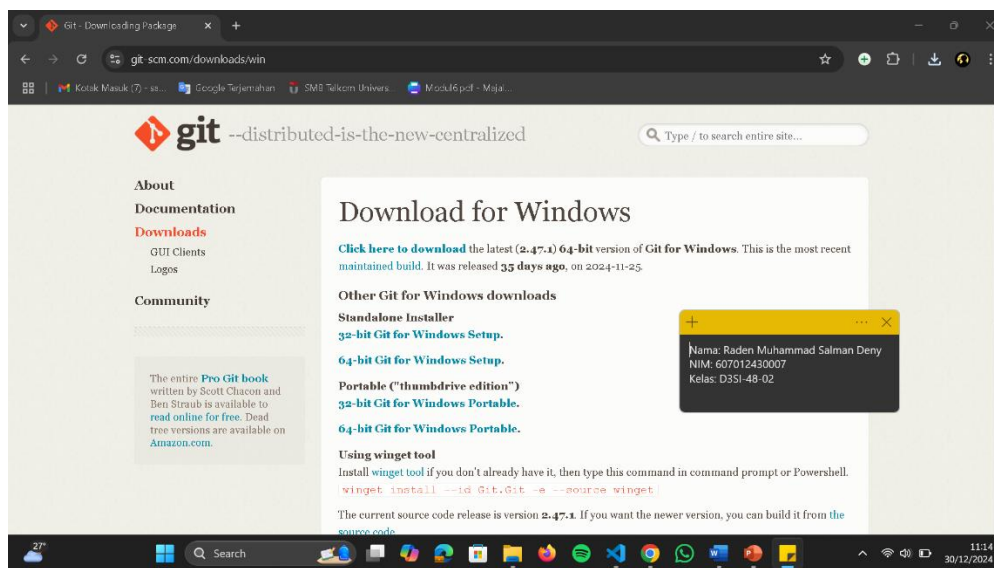 Git - Downloading Package
git-scm.com/downloads/win
Kotak Masuk (7) - sa...
Google Terjemahan
SMB Telkom Univers...
Modul6.pdf - Majal...
git --distributed-is-the-new-centralized
Type / to search entire site...
About
Documentation
Downloads
GUI Clients
Logos
Community
The entire Pro Git book
written by Scott Chacon and
Ben Straub is available to
read online for free. Dead
tree versions are available on
Amazon.com.
Download for Windows
Click here to download the latest (2.47.1) 64-bit version of Git for Windows. This is the most recent
maintained build. It was released 35 days ago, on 2024-11-25.
Other Git for Windows downloads
Standalone Installer
32-bit Git for Windows Setup.
64-bit Git for Windows Setup.
Portable ("thumbdrive edition")
32-bit Git for Windows Portable.
64-bit Git for Windows Portable.
Using winget tool
Install winget tool if you don't already have it, then type this command in command prompt or Powershell.
winget install --id Git.Git -e --source winget
The current source code release is version 2.47.1. If you want the newer version, you can build it from the
source code.
Nama: Raden Muhammad Salman Deny
NIM: 607012430007
Kelas: D3SI-48-02
27°
Search
11:14
30/12/2024